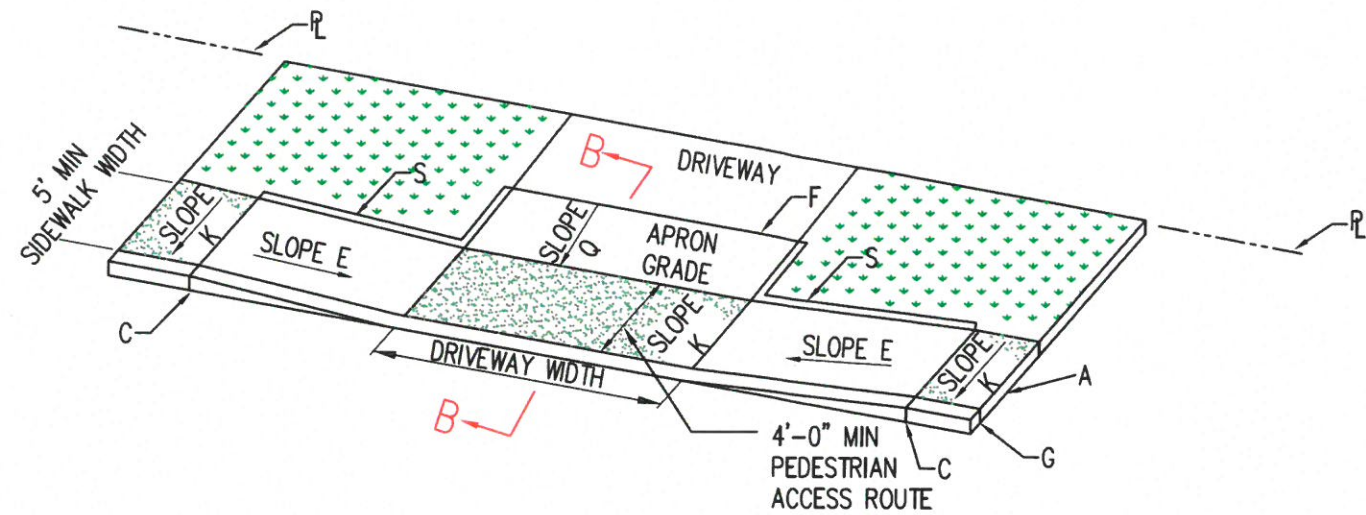 PL
PL
5' MIN
SIDEWALK WIDTH
B
DRIVEWAY
S
F
SLOPE
K
SLOPE E
SLOPE
Q
APRON
GRADE
S
C
SLOPE
K
SLOPE E
SLOPE
K
A
DRIVEWAY WIDTH
B
4'-0" MIN
PEDESTRIAN
ACCESS ROUTE
C
G